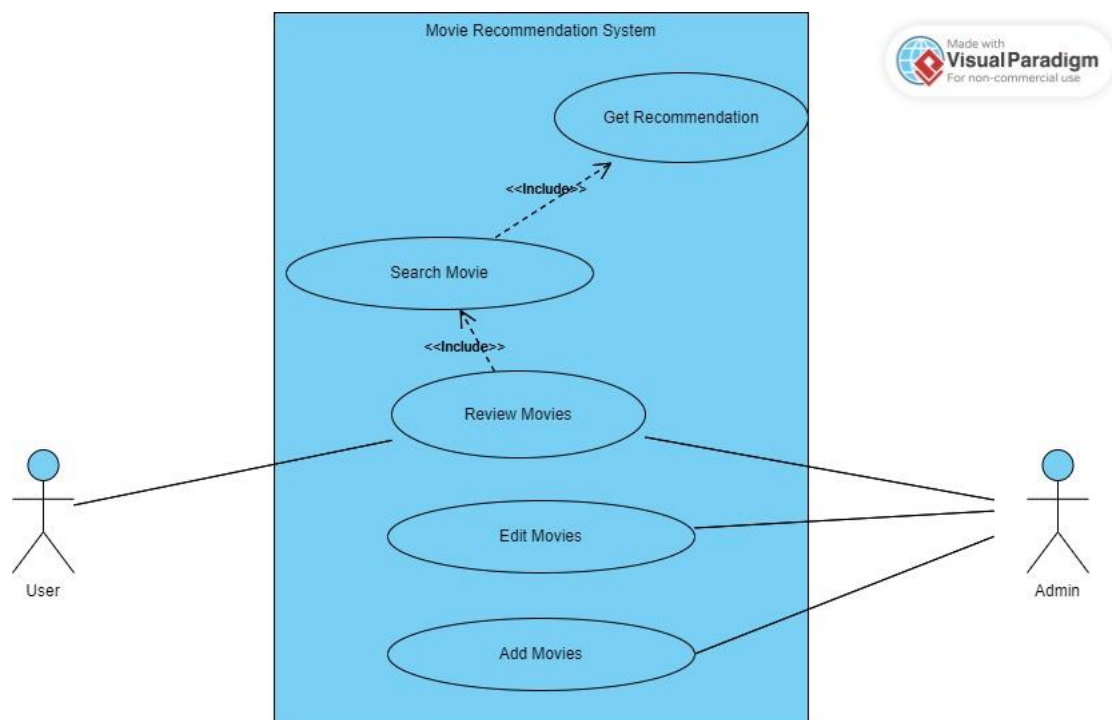 Movie Recommendation System
Made with
Visual Paradigm
For non-commercial use
Get Recommendation
<<Include>>
Search Movie
<<Include>>
Review Movies
Edit Movies
User
Admin
Add Movies